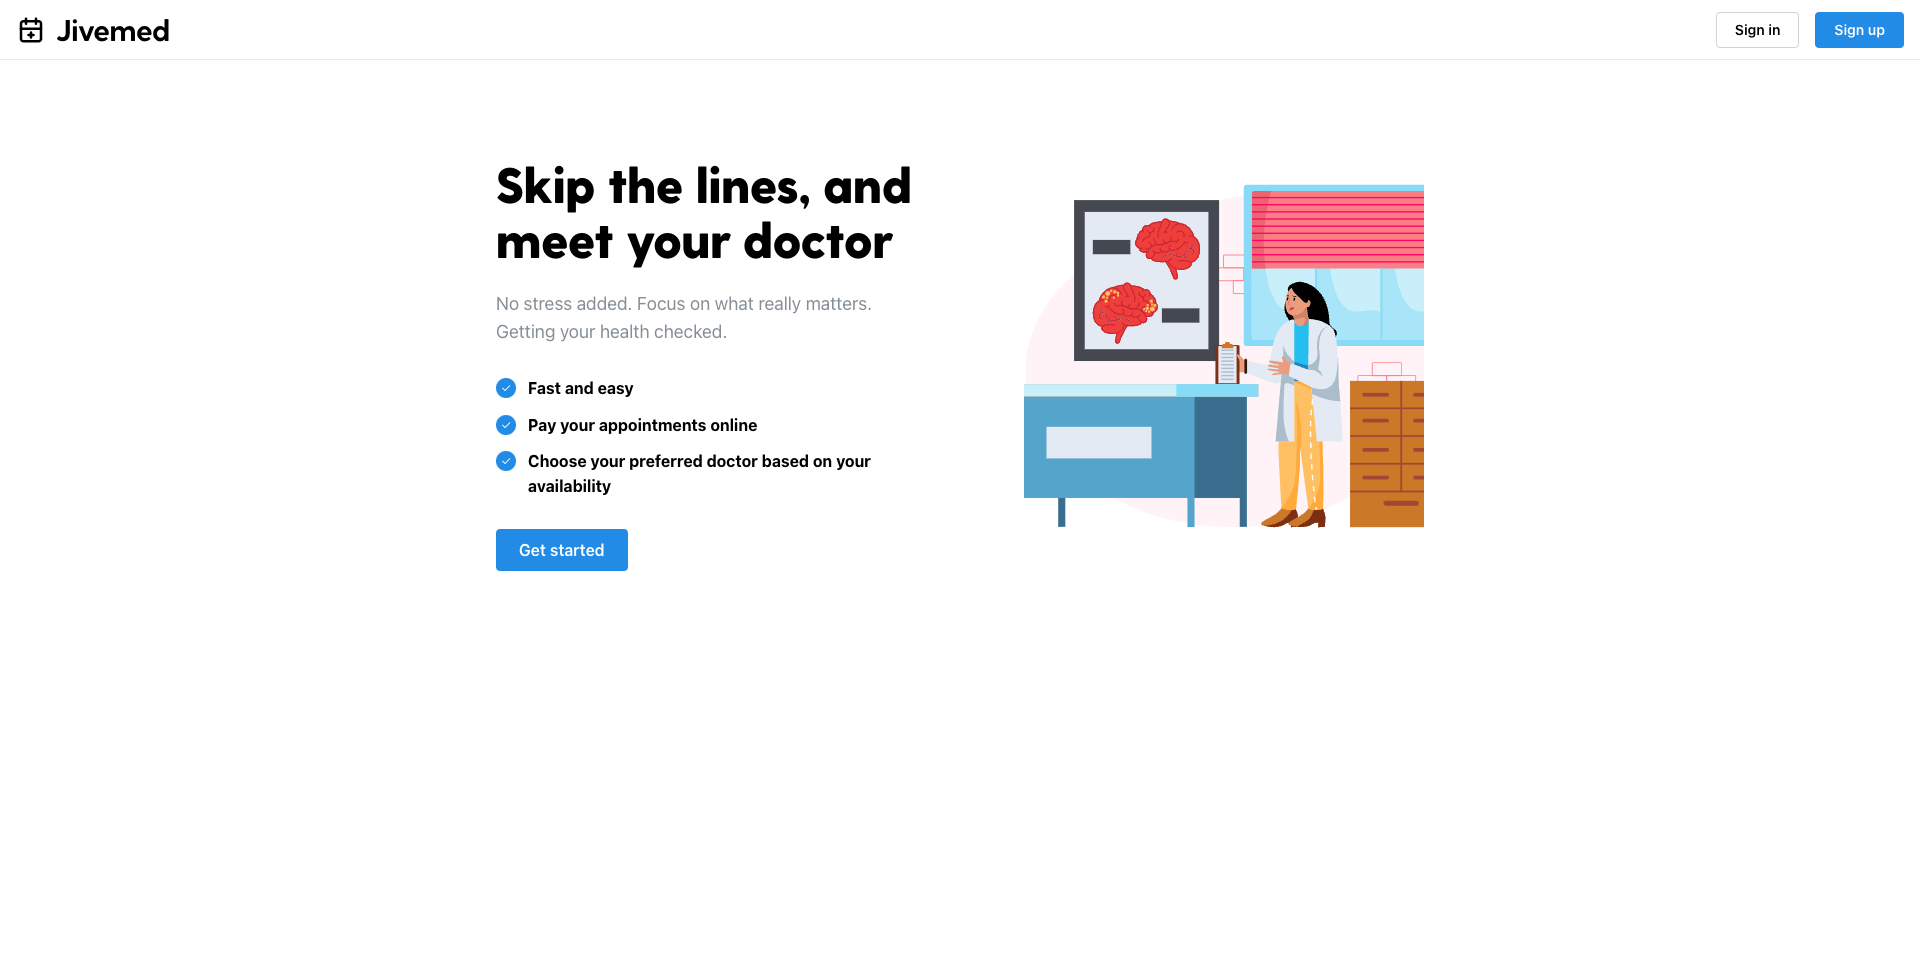 Jivemed
Sign in
Sign up
Skip the lines, and
meet your doctor
No stress added. Focus on what really matters.
Getting your health checked.
Fast and easy
Pay your appointments online
Choose your preferred doctor based on your
availability
Get started